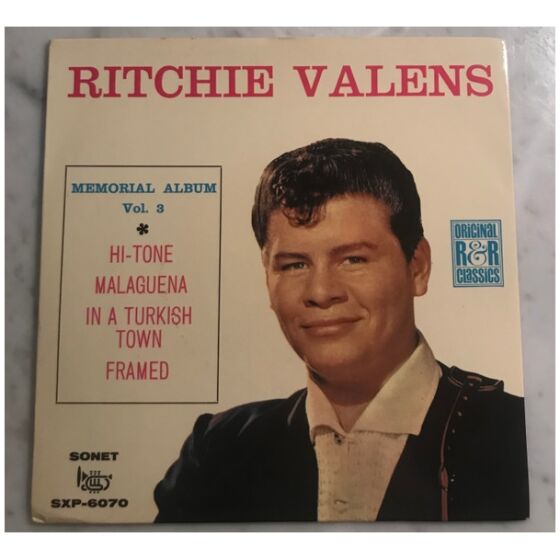 RITCHIE VALENS
MEMORIAL ALBUM
Vol. 3
*
HI-TONE
MALAGUENA
IN A TURKISH
TOWN
FRAMED
ORIGINAL
R&R
CLASSICS
SONET
SXP-6070